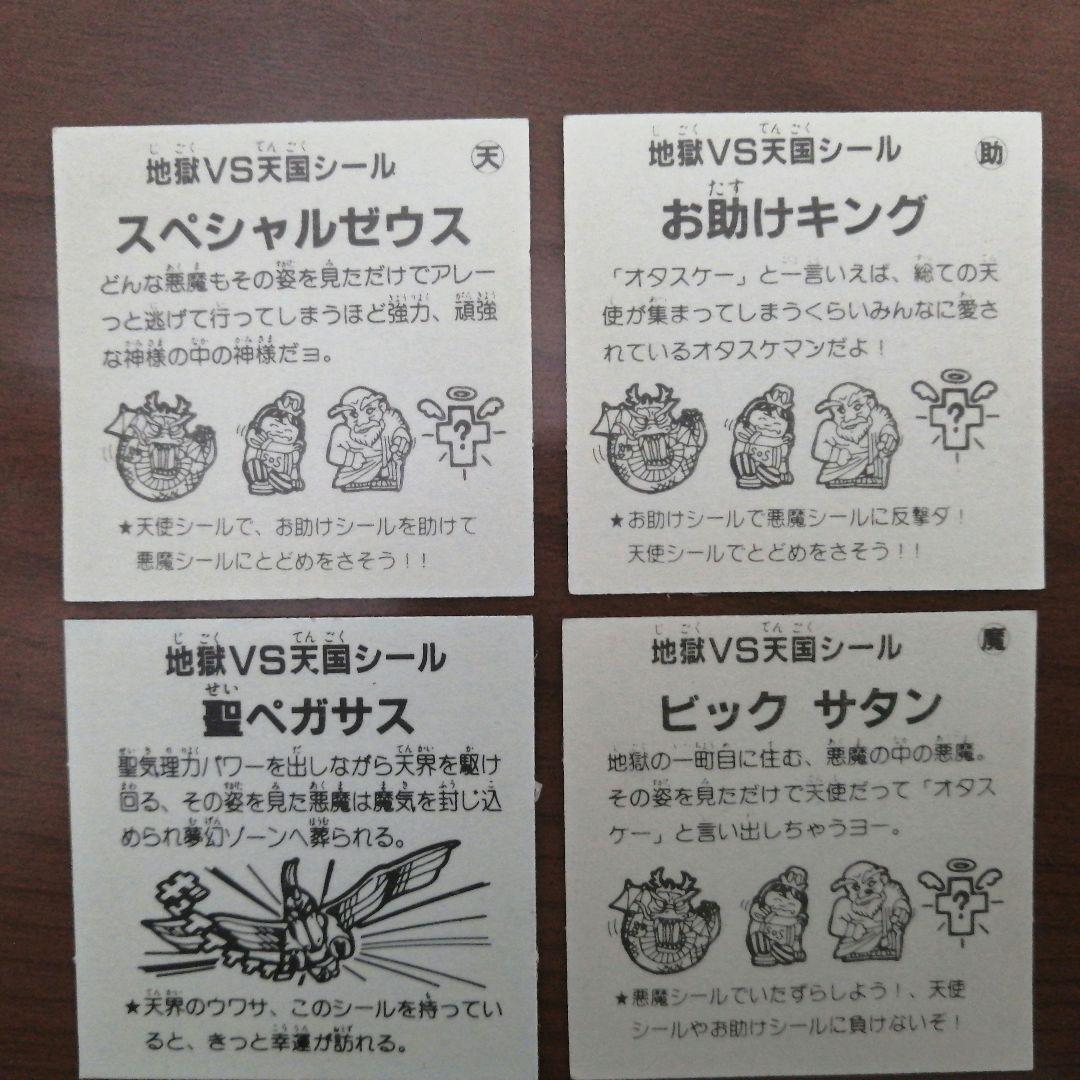 地獄VS天国シール
天
スペシャルゼウス
どんな悪魔もその姿を見ただけでアレー
っと逃げて行ってしまうほど強力、頑強
な神様の中の神様だヨ。
SOS
?
★天使シールで、お助けシールを助けて
悪魔シールにとどめをさそう!!
地獄VS天国シール
助
お助けキング
「オタスケー」と一言いえば、総ての天
使が集まってしまうくらいみんなに愛さ
れているオタスケマンだよ!
SOS
?
★お助けシールで悪魔シールに反撃ダ!
天使シールでとどめをさそう!!
地獄VS天国シール
聖ペガサス
聖気理力パワーを出しながら天界を駆け
回る、その姿を見た悪魔は魔気を封じ込
められ夢幻ゾーンへ葬られる。
★天界のウワサ、このシールを持ってい
ると、きっと幸運が訪れる。
地獄VS天国シール
魔
ビック サタン
地獄の一町目に住む、悪魔の中の悪魔。
その姿を見ただけで天使だって「オタス
ケー」と言い出しちゃうヨー。
SOS
?
★悪魔シールでいたずらしよう!、天使
シールやお助けシールに負けないぞ!